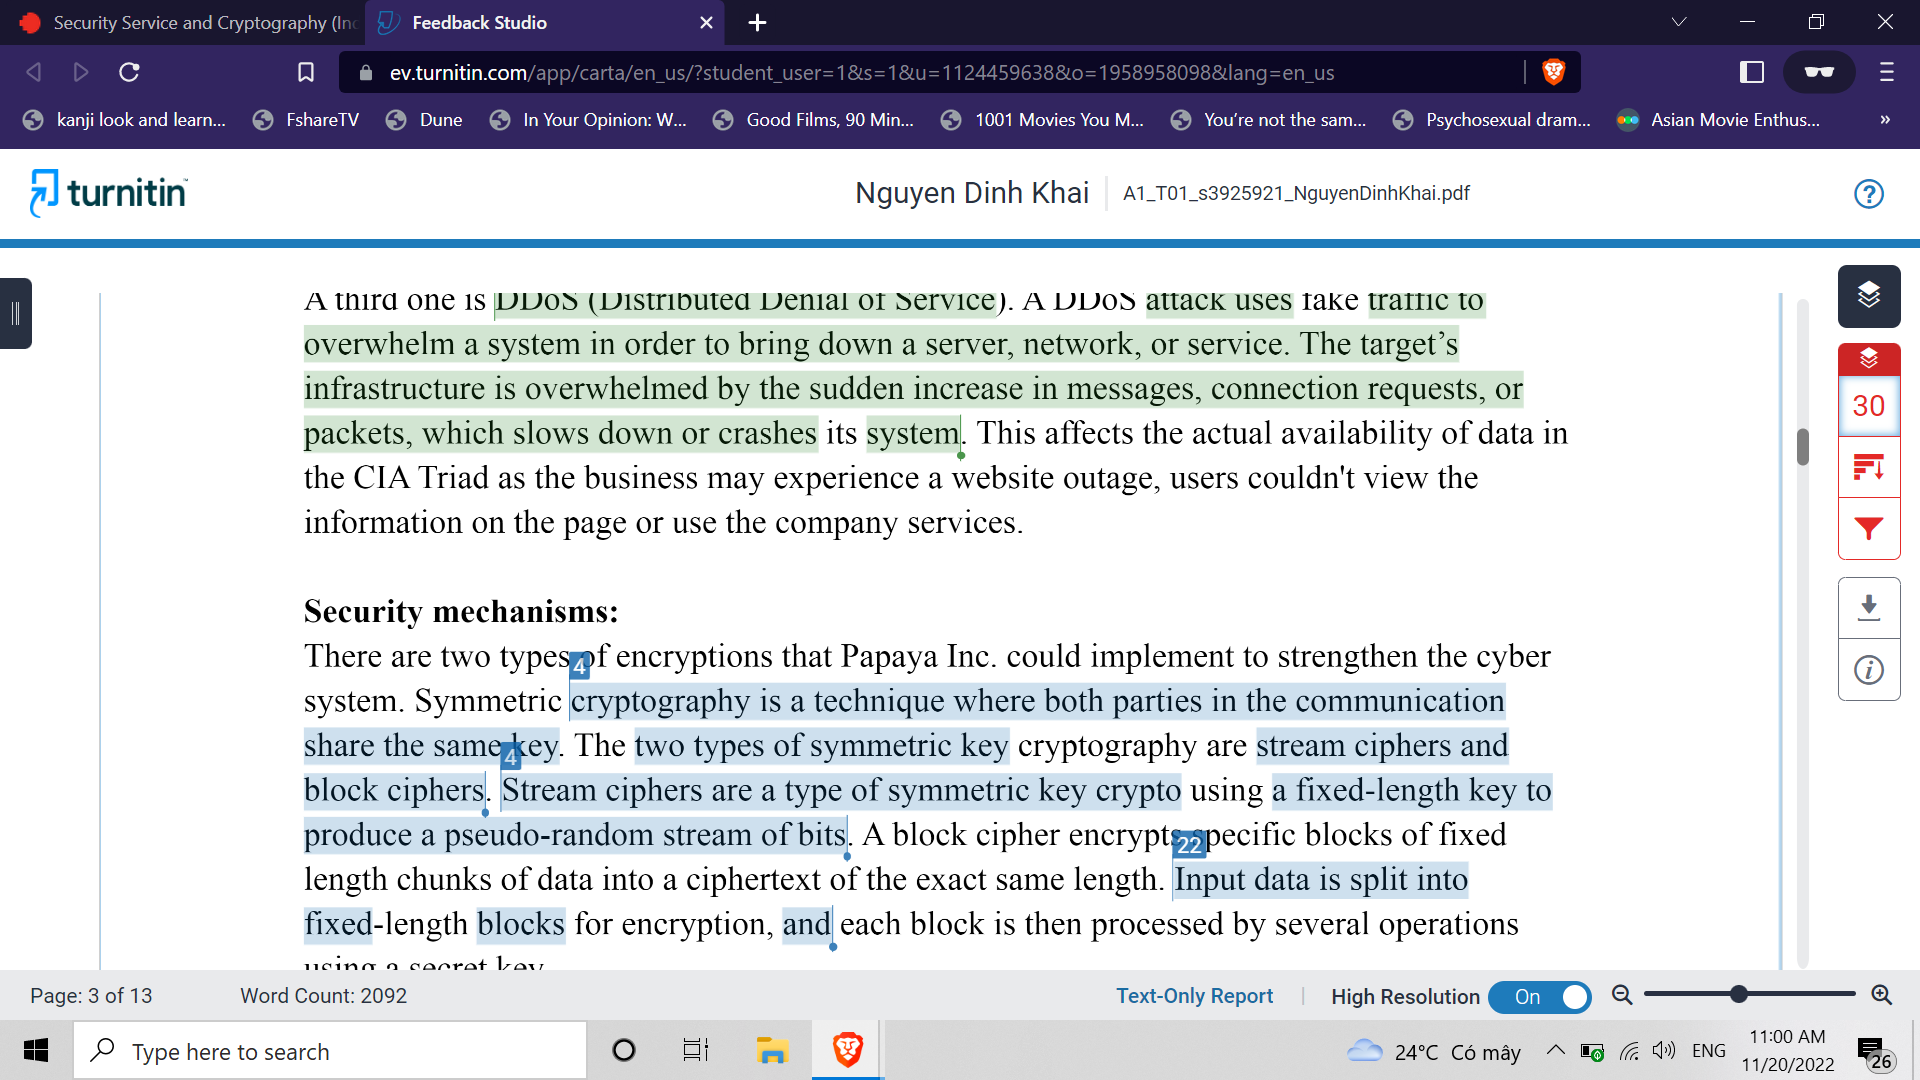 Security Service and Cryptography (In
Feedback Studio
ev.turnitin.com/app/carta/en_us/?student_user=1&s=1&u=1124459638&o=1958958098&lang=en_us
kanji look and learn...
FshareTV
Dune
In Your Opinion: W...
Good Films, 90 Min...
1001 Movies You M...
You're not the sam...
Psychosexual dram...
Asian Movie Enthus...
»
turnitin
Nguyen Dinh Khai
A1_T01_s3925921_NguyenDinhKhai.pdf
?
A third one is DDoS (Distributed Denial of Service). A DDoS attack uses fake traffic to
overwhelm a system in order to bring down a server, network, or service. The target’s
infrastructure is overwhelmed by the sudden increase in messages, connection requests, or
packets, which slows down or crashes its system. This affects the actual availability of data in
the CIA Triad as the business may experience a website outage, users couldn't view the
information on the page or use the company services.
Security mechanisms:
There are two types of encryptions that Papaya Inc. could implement to strengthen the cyber
4
system. Symmetric cryptography is a technique where both parties in the communication
share the same key. The two types of symmetric key cryptography are stream ciphers and
4
block ciphers. Stream ciphers are a type of symmetric key crypto using a fixed-length key to
produce a pseudo-random stream of bits. A block cipher encrypts specific blocks of fixed
22
length chunks of data into a ciphertext of the exact same length. Input data is split into
fixed-length blocks for encryption, and each block is then processed by several operations
using a secret key.
30
Page: 3 of 13
Word Count: 2092
Text-Only Report
High Resolution
On
Type here to search
24°C Có mây
ENG
11:00 AM
11/20/2022
26